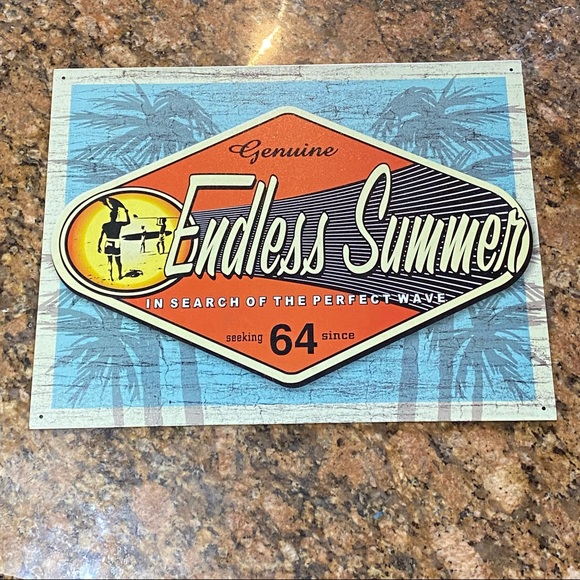 Genuine
Endless Summer
IN SEARCH OF THE PERFECT WAVE
seeking 64 since